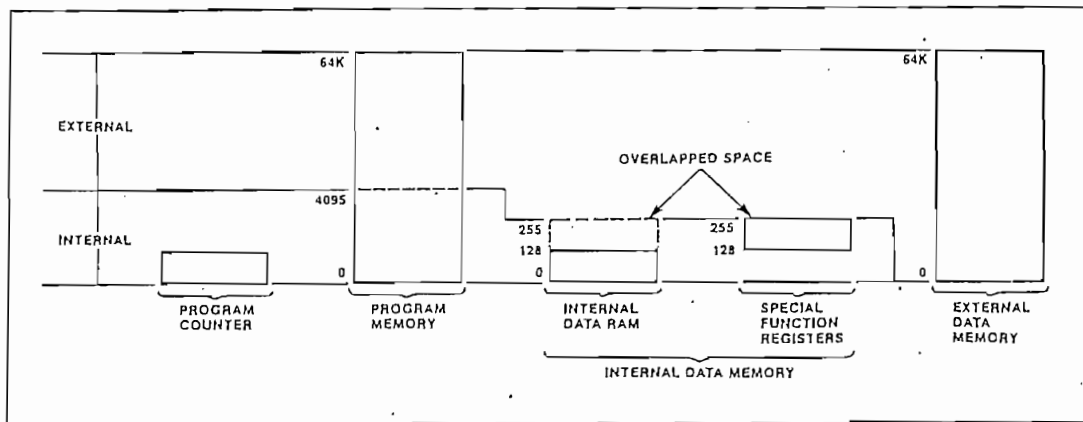 64K
64K
EXTERNAL
OVERLAPPED SPACE
4095
INTERNAL
255
128
0
255
128
0
0
PROGRAM
COUNTER
PROGRAM
MEMORY
INTERNAL
DATA RAM
SPECIAL
FUNCTION
REGISTERS
EXTERNAL
DATA
MEMORY
INTERNAL DATA MEMORY